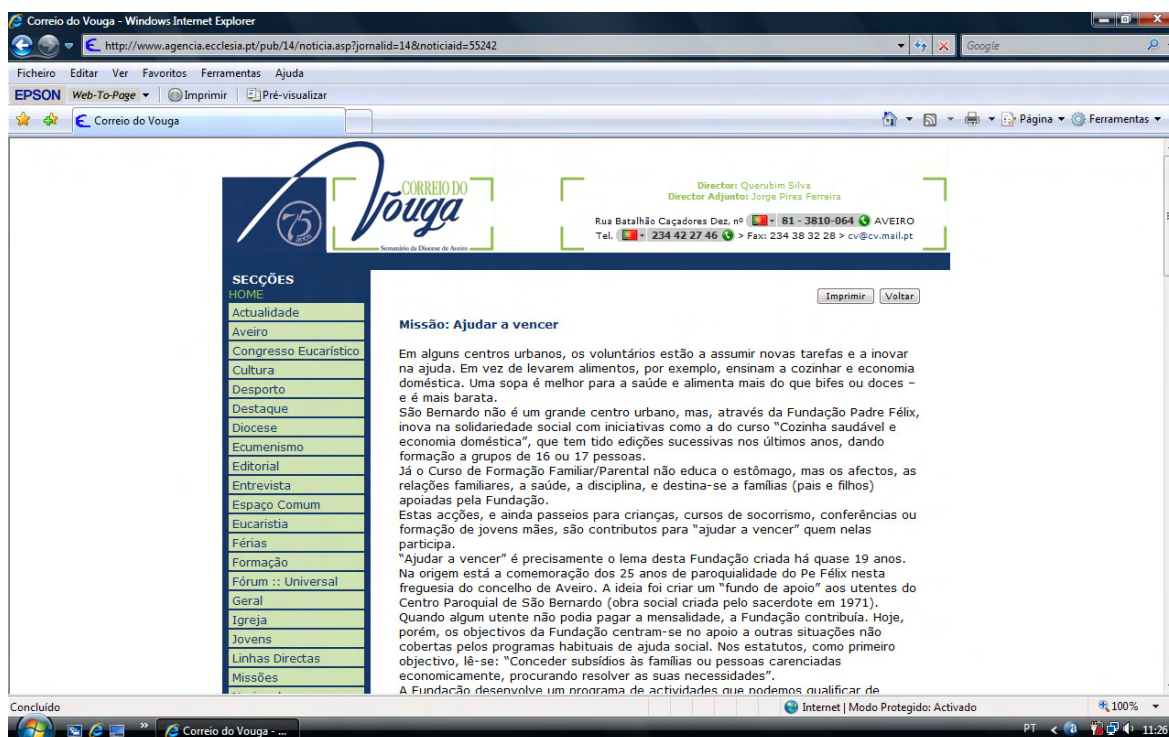 Correio do Vouga - Windows Internet Explorer
http://www.agencia.ecclesia.pt/pub/14/noticia.asp?jornalid=14&noticiaid=55242
Google
Ficheiro Editar Ver Favoritos Ferramentas Ajuda
EPSON Web-To-Page Imprimir Pré-visualizar
Correio do Vouga
Página Ferramentas
75
anos
CORREIO DO
Vouga
Semanário da Diocese de Aveiro
Director: Querubim Silva
Director Adjunto: Jorge Pires Ferreira
Rua Batalhão Caçadores Dez, nº 81 - 3810-064 AVEIRO
Tel. 234 42 27 46 > Fax: 234 38 32 28 > cv@cv.mail.pt
SECÇÕES
HOME
Actualidade
Aveiro
Congresso Eucarístico
Cultura
Desporto
Destaque
Diocese
Ecumenismo
Editorial
Entrevista
Espaço Comum
Eucaristia
Férias
Formação
Fórum :: Universal
Geral
Igreja
Jovens
Linhas Directas
Missões
Imprimir Voltar
Missão: Ajudar a vencer
Em alguns centros urbanos, os voluntários estão a assumir novas tarefas e a inovar
na ajuda. Em vez de levarem alimentos, por exemplo, ensinam a cozinhar e economia
doméstica. Uma sopa é melhor para a saúde e alimenta mais do que bifes ou doces –
e é mais barata.
São Bernardo não é um grande centro urbano, mas, através da Fundação Padre Félix,
inova na solidariedade social com iniciativas como a do curso “Cozinha saudável e
economia doméstica”, que tem tido edições sucessivas nos últimos anos, dando
formação a grupos de 16 ou 17 pessoas.
Já o Curso de Formação Familiar/Parental não educa o estômago, mas os afectos, as
relações familiares, a saúde, a disciplina, e destina-se a famílias (pais e filhos)
apoiadas pela Fundação.
Estas acções, e ainda passeios para crianças, cursos de socorrismo, conferências ou
formação de jovens mães, são contributos para “ajudar a vencer” quem nelas
participa.
“Ajudar a vencer” é precisamente o lema desta Fundação criada há quase 19 anos.
Na origem está a comemoração dos 25 anos de paroquialidade do Pe Félix nesta
freguesia do concelho de Aveiro. A ideia foi criar um “fundo de apoio” aos utentes do
Centro Paroquial de São Bernardo (obra social criada pelo sacerdote em 1971).
Quando algum utente não podia pagar a mensalidade, a Fundação contribuía. Hoje,
porém, os objectivos da Fundação centram-se no apoio a outras situações não
cobertas pelos programas habituais de ajuda social. Nos estatutos, como primeiro
objectivo, lê-se: “Conceder subsídios às famílias ou pessoas carenciadas
economicamente, procurando resolver as suas necessidades”.
A Fundação desenvolve um programa de actividades que podemos qualificar de
Concluído
Internet | Modo Protegido: Activado
100%
Correio do Vouga - ...
PT
11:26